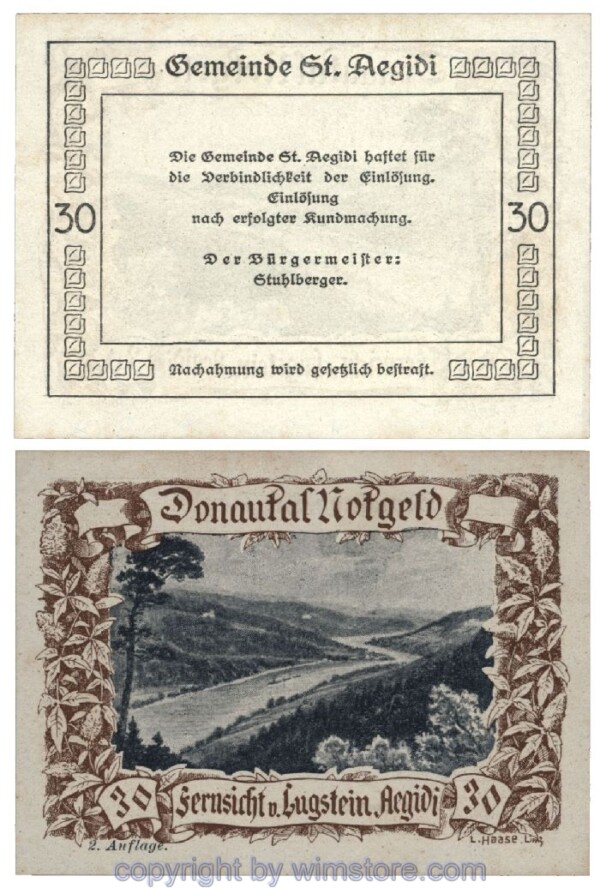 Gemeinde St. Aegidi
Die Gemeinde St. Aegidi haftet für
die Verbindlichkeit der Einlösung.
Einlösung
nach erfolgter Kundmachung.
30 30
Der Bürgermeister:
Stuhlberger.
Nachahmung wird gesetzlich bestraft.
Donautal Notgeld
30 Fernsicht v. Lugstein, Aegidi 30
2. Auflage.
L. Haase
copyright by wimstore.com